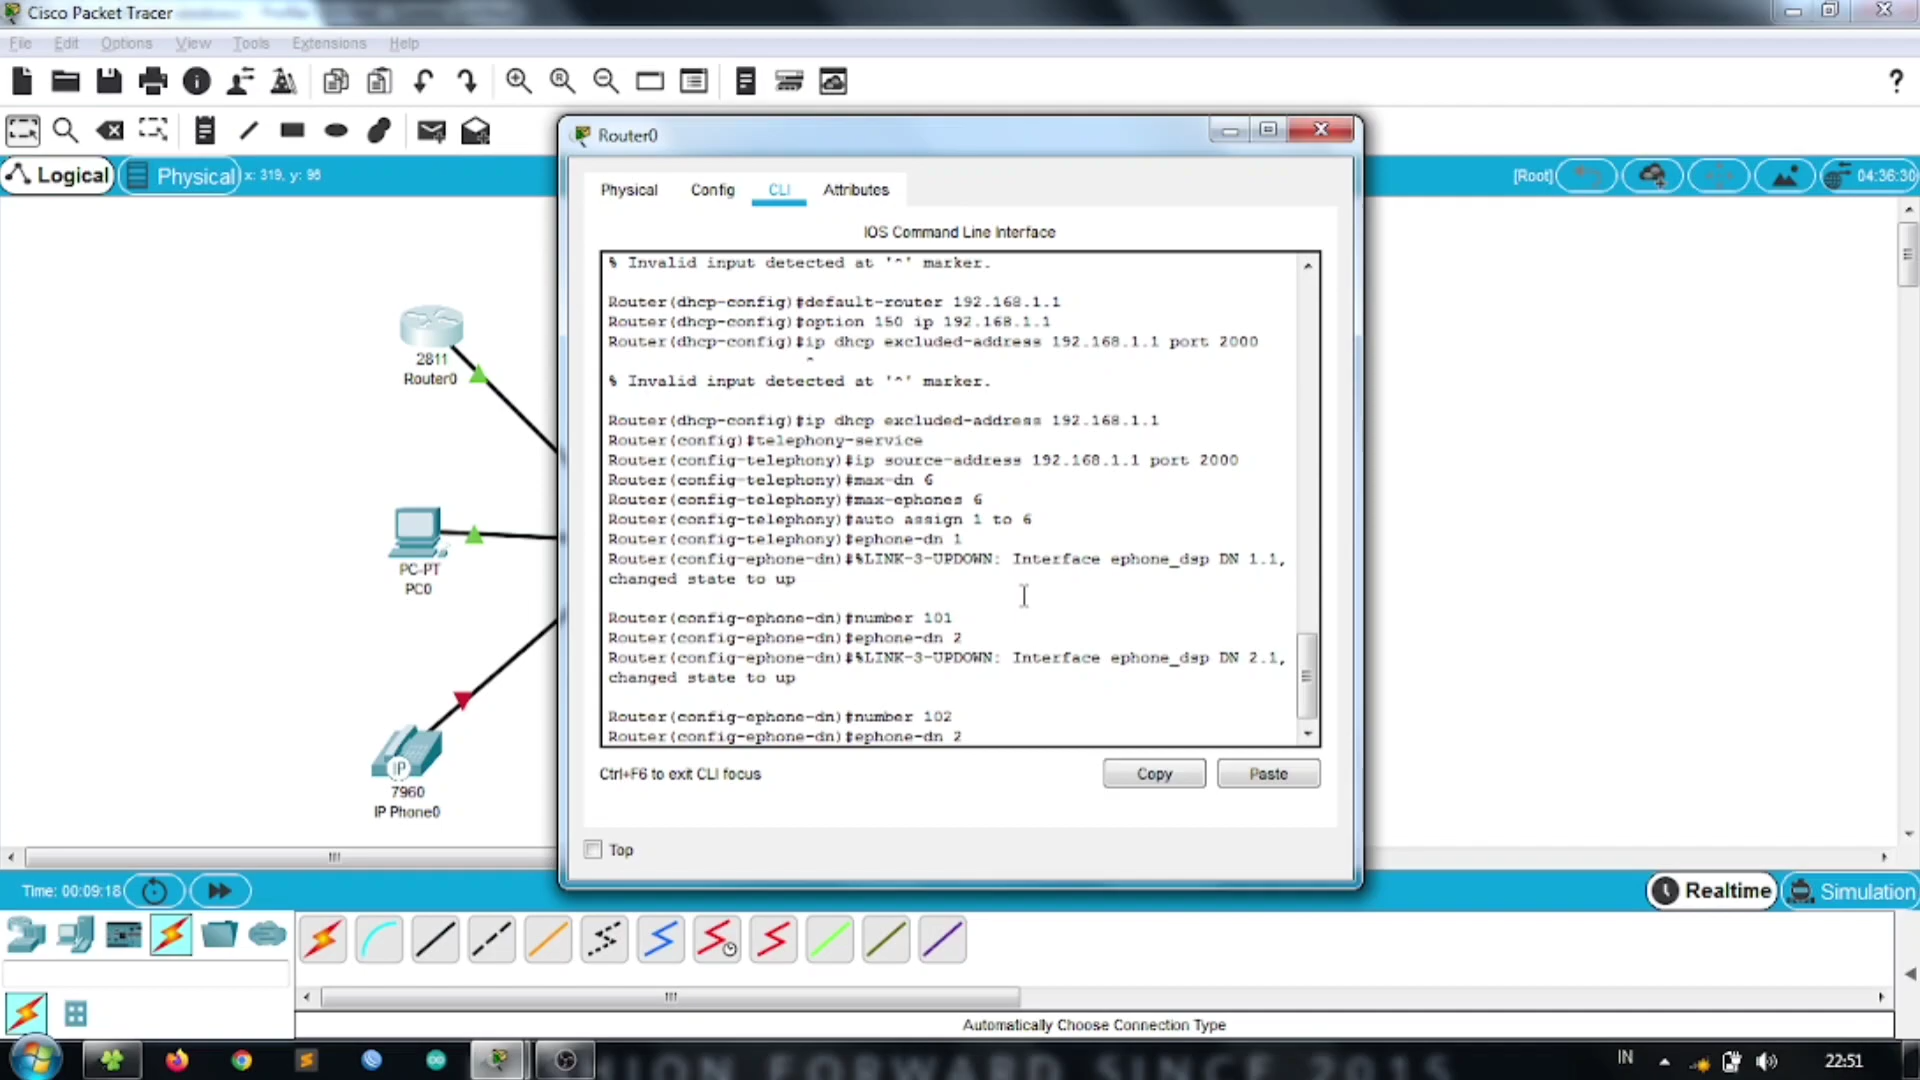 Cisco Packet Tracer
File Edit Options View Tools Extensions Help
?
Logical Physical x: 319, y: 96 [Root] 04:36:30
Router0
Physical Config CLI Attributes
IOS Command Line Interface
% Invalid input detected at '^' marker.
Router(dhcp-config)#default-router 192.168.1.1
Router(dhcp-config)#option 150 ip 192.168.1.1
Router(dhcp-config)#ip dhcp excluded-address 192.168.1.1 port 2000
^
% Invalid input detected at '^' marker.
Router(dhcp-config)#ip dhcp excluded-address 192.168.1.1
Router(config)#telephony-service
Router(config-telephony)#ip source-address 192.168.1.1 port 2000
Router(config-telephony)#max-dn 6
Router(config-telephony)#max-ephones 6
Router(config-telephony)#auto assign 1 to 6
Router(config-telephony)#ephone-dn 1
Router(config-ephone-dn)#%LINK-3-UPDOWN: Interface ephone_dsp DN 1.1,
changed state to up
Router(config-ephone-dn)#number 101
Router(config-ephone-dn)#ephone-dn 2
Router(config-ephone-dn)#%LINK-3-UPDOWN: Interface ephone_dsp DN 2.1,
changed state to up
Router(config-ephone-dn)#number 102
Router(config-ephone-dn)#ephone-dn 2
Ctrl+F6 to exit CLI focus
Copy Paste
Top
2811
Router0
PC-PT
PC0
IP
7960
IP Phone0
Time: 00:09:18 Realtime Simulation
Automatically Choose Connection Type
HION FORWARD SINCE 2015
IN 22:51